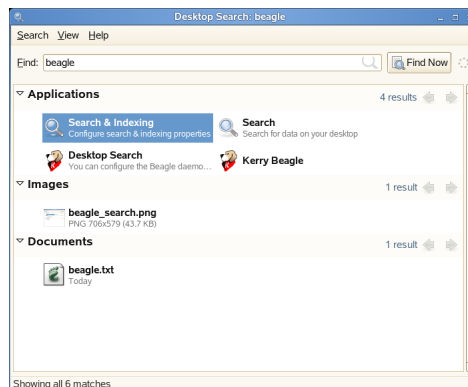 Desktop Search: beagle
Search View Help
Find: beagle Find Now
Applications 4 results
Search & Indexing
Configure search & indexing properties
Search
Search for data on your desktop
Desktop Search
You can configure the Beagle daemo...
Kerry Beagle
Images 1 result
beagle_search.png
PNG 706x579 (43.7 KB)
Documents 1 result
beagle.txt
Today
Showing all 6 matches